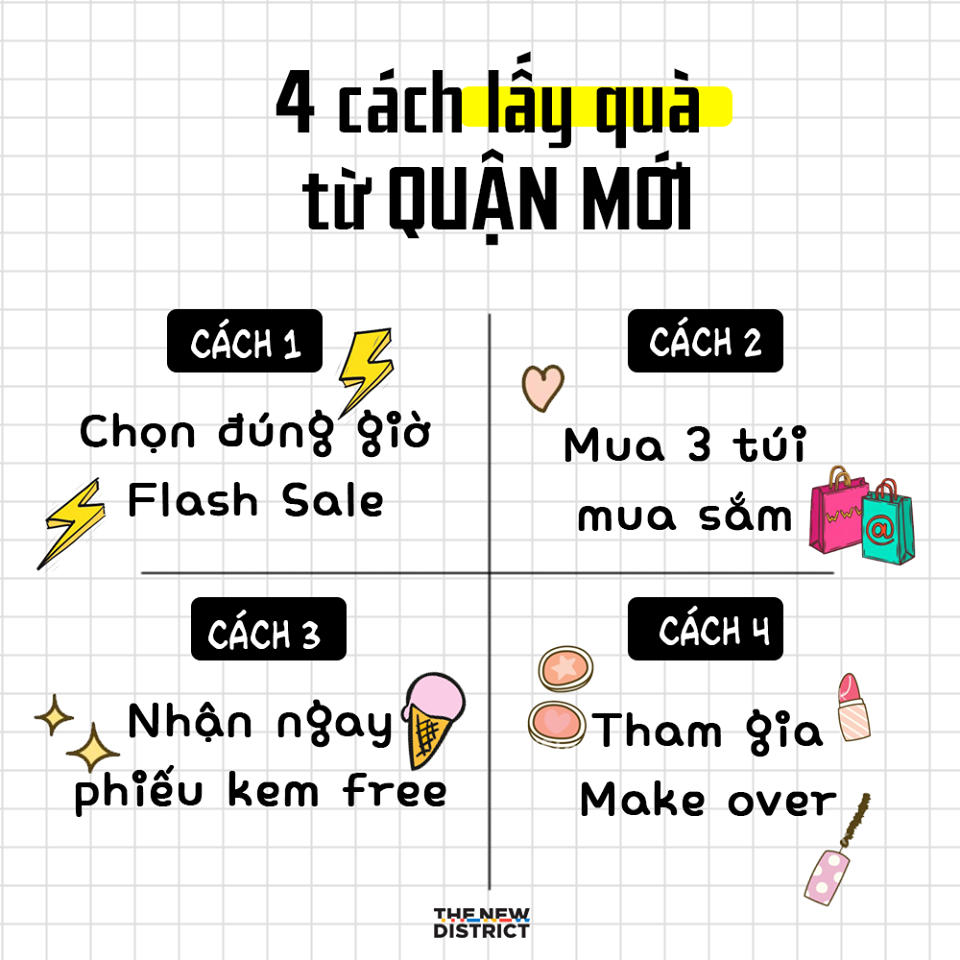 4 cách lấy quà
từ QUẬN MỚI
CÁCH 1
Chọn đúng giờ
Flash Sale
CÁCH 2
Mua 3 túi
mua sắm
WWW
@
CÁCH 3
Nhận ngay
phiếu kem free
CÁCH 4
Tham gia
Make over
THE NEW
DISTRICT